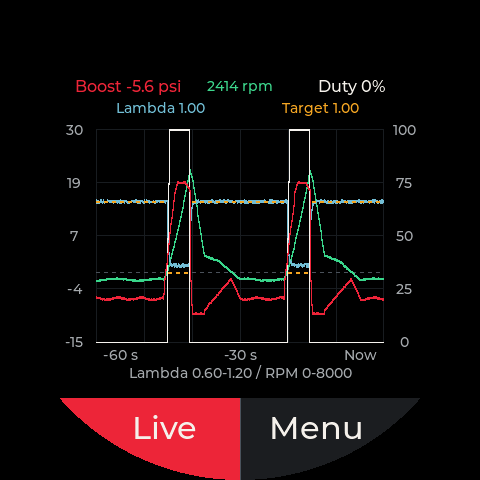 Boost -5.6 psi 2414 rpm Duty 0%
Lambda 1.00 Target 1.00
30 100
19 75
7 50
-4 25
-15 0
-60 s -30 s Now
Lambda 0.60-1.20 / RPM 0-8000
Live Menu